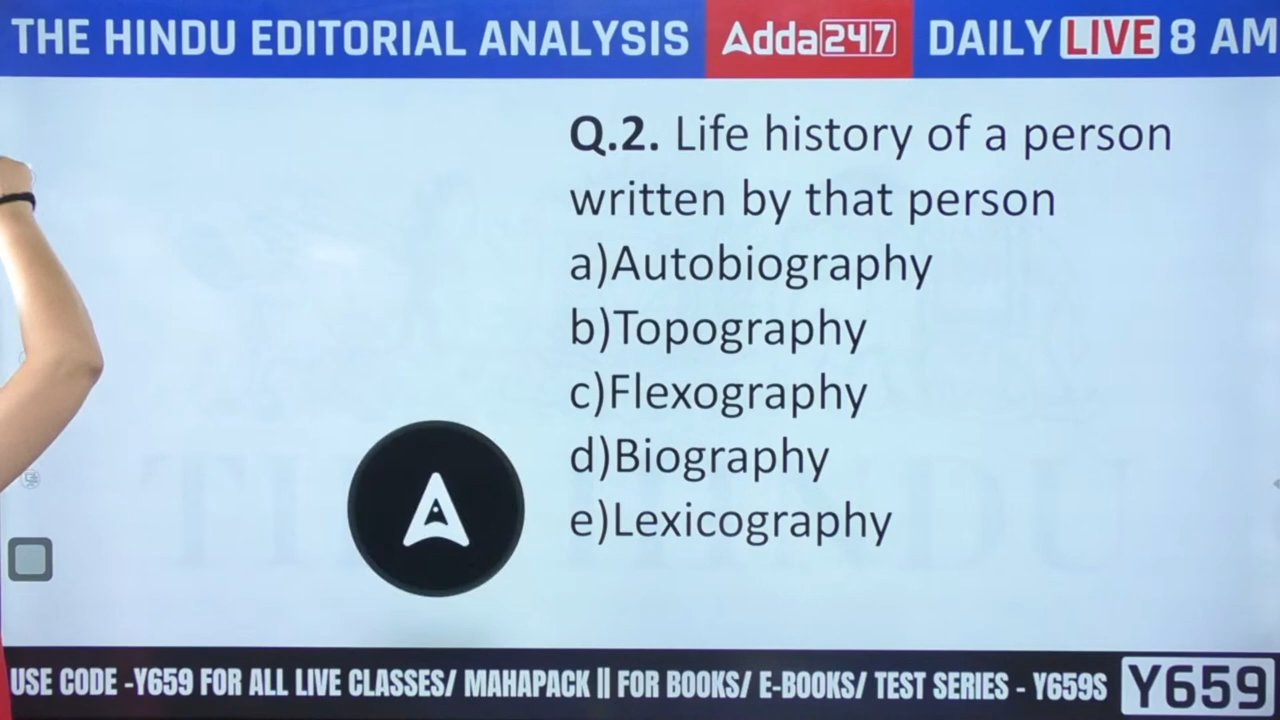 THE HINDU EDITORIAL ANALYSIS Adda247 DAILY LIVE 8 AM
Q.2. Life history of a person
written by that person
a)Autobiography
b)Topography
c)Flexography
d)Biography
e)Lexicography
THE HINDU
USE CODE -Y659 FOR ALL LIVE CLASSES/ MAHAPACK || FOR BOOKS/ E-BOOKS/ TEST SERIES - Y659S Y659